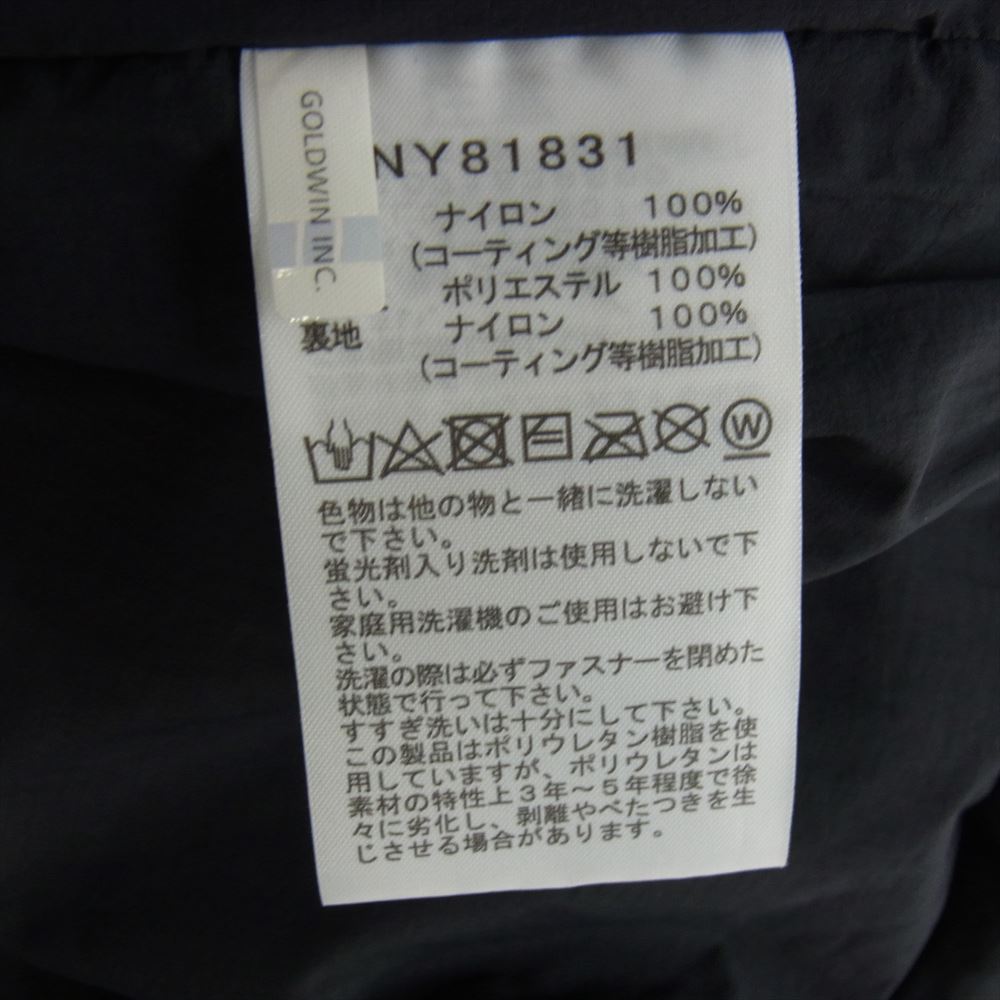 GOLDWIN INC.
NY81831
ナイロン 100%
(コーティング等樹脂加工)
ポリエステル 100%
裏地 ナイロン 100%
(コーティング等樹脂加工)
W
色物は他の物と一緒に洗濯しない
で下さい。
蛍光剤入り洗剤は使用しないで下
さい。
家庭用洗濯機のご使用はお避け下
さい。
洗濯の際は必ずファスナーを閉めた
状態で行って下さい。
すすぎ洗いは十分にして下さい。
この製品はポリウレタン樹脂を使
用していますが、ポリウレタンは
素材の特性上3年～5年程度で徐
々に劣化し、剥離やべたつきを生
じさせる場合があります。